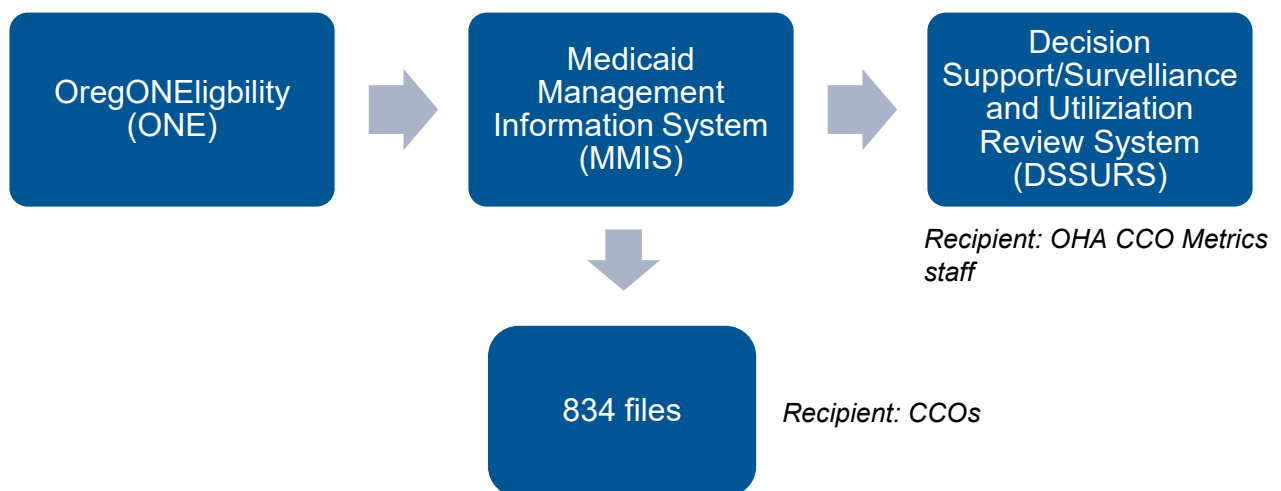 OregONEligbility
(ONE)
Medicaid
Management
Information System
(MMIS)
Decision
Support/Survelliance
and Utiliziation
Review System
(DSSURS)
Recipient: OHA CCO Metrics
staff
834 files
Recipient: CCOs